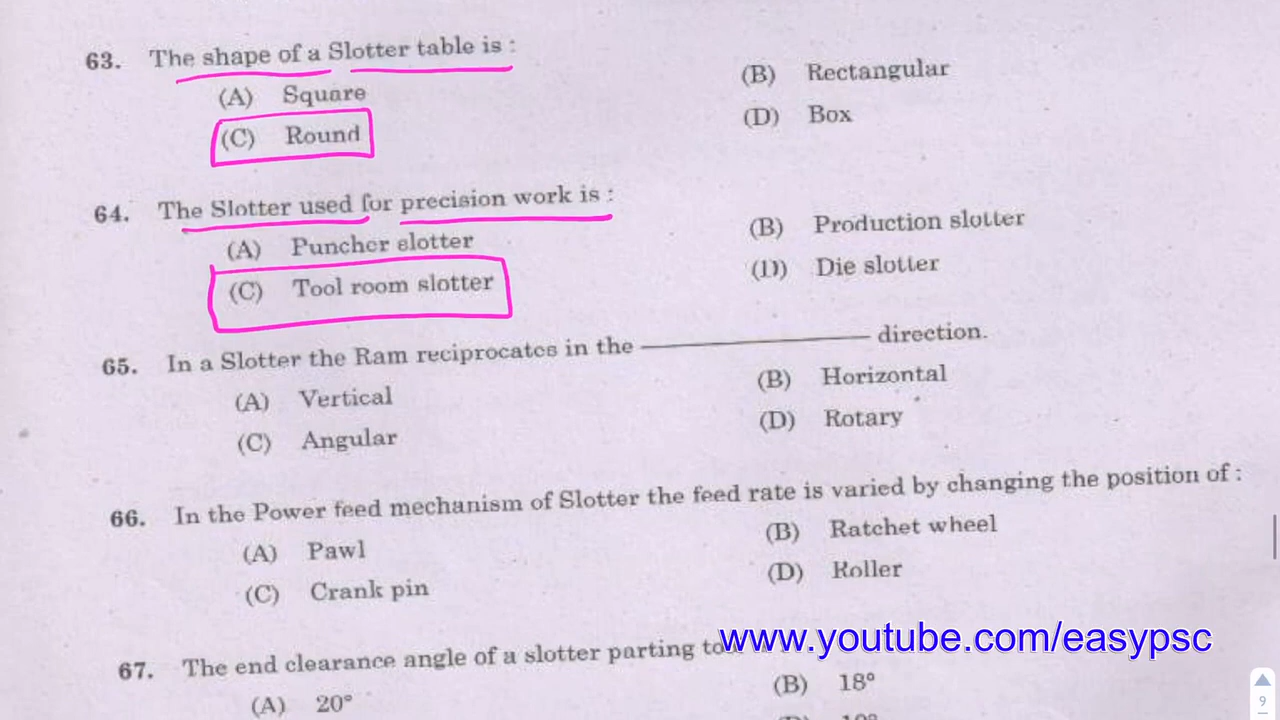 63. The shape of a Slotter table is :
(A) Square (B) Rectangular
(C) Round (D) Box
64. The Slotter used for precision work is :
(A) Puncher slotter (B) Production slotter
(C) Tool room slotter (D) Die slotter
65. In a Slotter the Ram reciprocates in the ____________ direction.
(A) Vertical (B) Horizontal
(C) Angular (D) Rotary
66. In the Power feed mechanism of Slotter the feed rate is varied by changing the position of :
(A) Pawl (B) Ratchet wheel
(C) Crank pin (D) Roller
www.youtube.com/easypsc
67. The end clearance angle of a slotter parting
(A) 20° (B) 18°
9